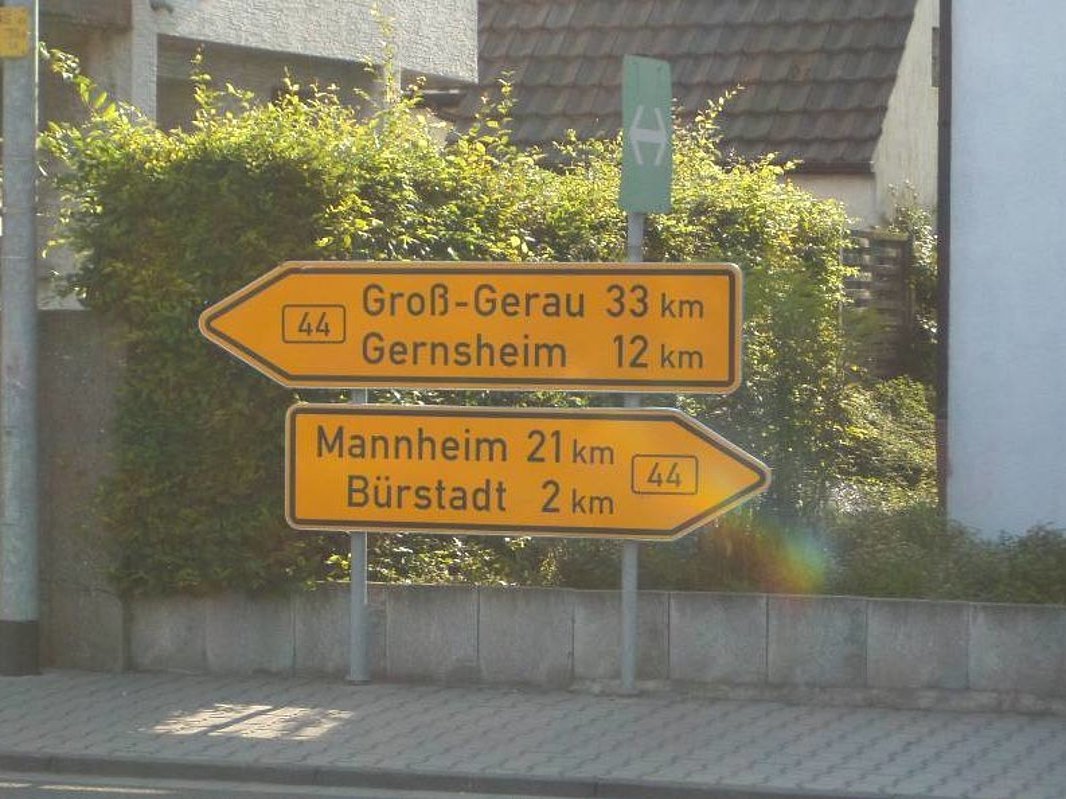 44 Groß-Gerau 33 km
Gernsheim 12 km
Mannheim 21 km 44
Bürstadt 2 km